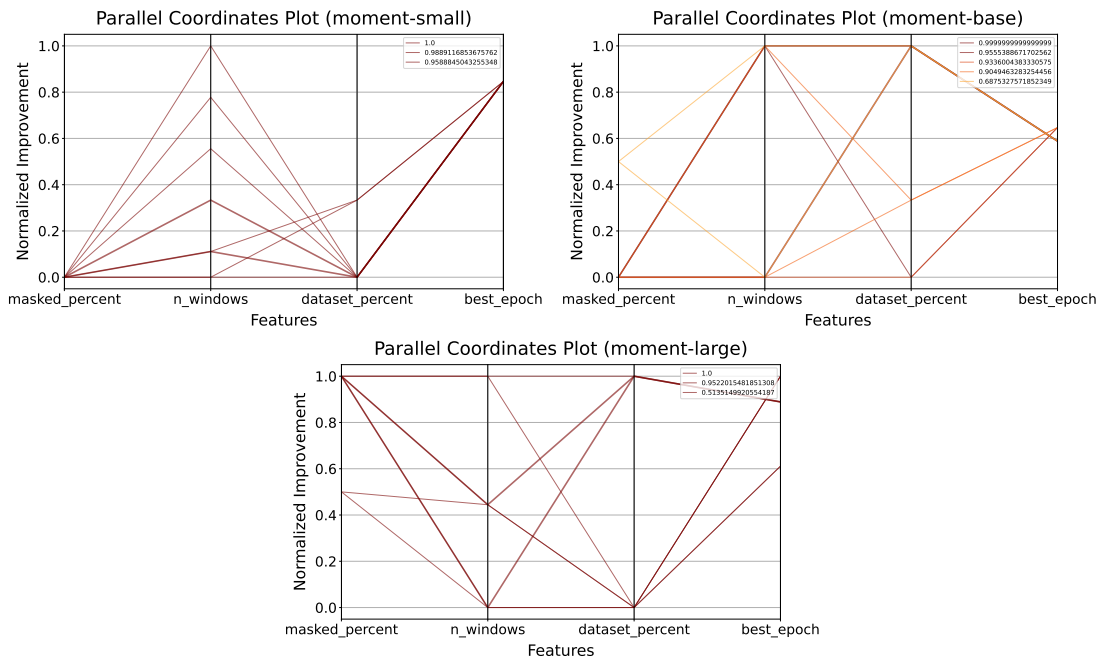 Parallel Coordinates Plot (moment-small)
Normalized Improvement
1.0
0.8
0.6
0.4
0.2
0.0
1.0
0.9889116853675762
0.9588845043255348
masked_percent
n_windows
dataset_percent
best_epoch
Features
Parallel Coordinates Plot (moment-base)
Normalized Improvement
1.0
0.8
0.6
0.4
0.2
0.0
0.9999999999999999
0.9555388671702562
0.9336004383330575
0.9049463283254456
0.6875327571852349
masked_percent
n_windows
dataset_percent
best_epoch
Features
Parallel Coordinates Plot (moment-large)
Normalized Improvement
1.0
0.8
0.6
0.4
0.2
0.0
1.0
0.9522015481851308
0.5135149920554187
masked_percent
n_windows
dataset_percent
best_epoch
Features